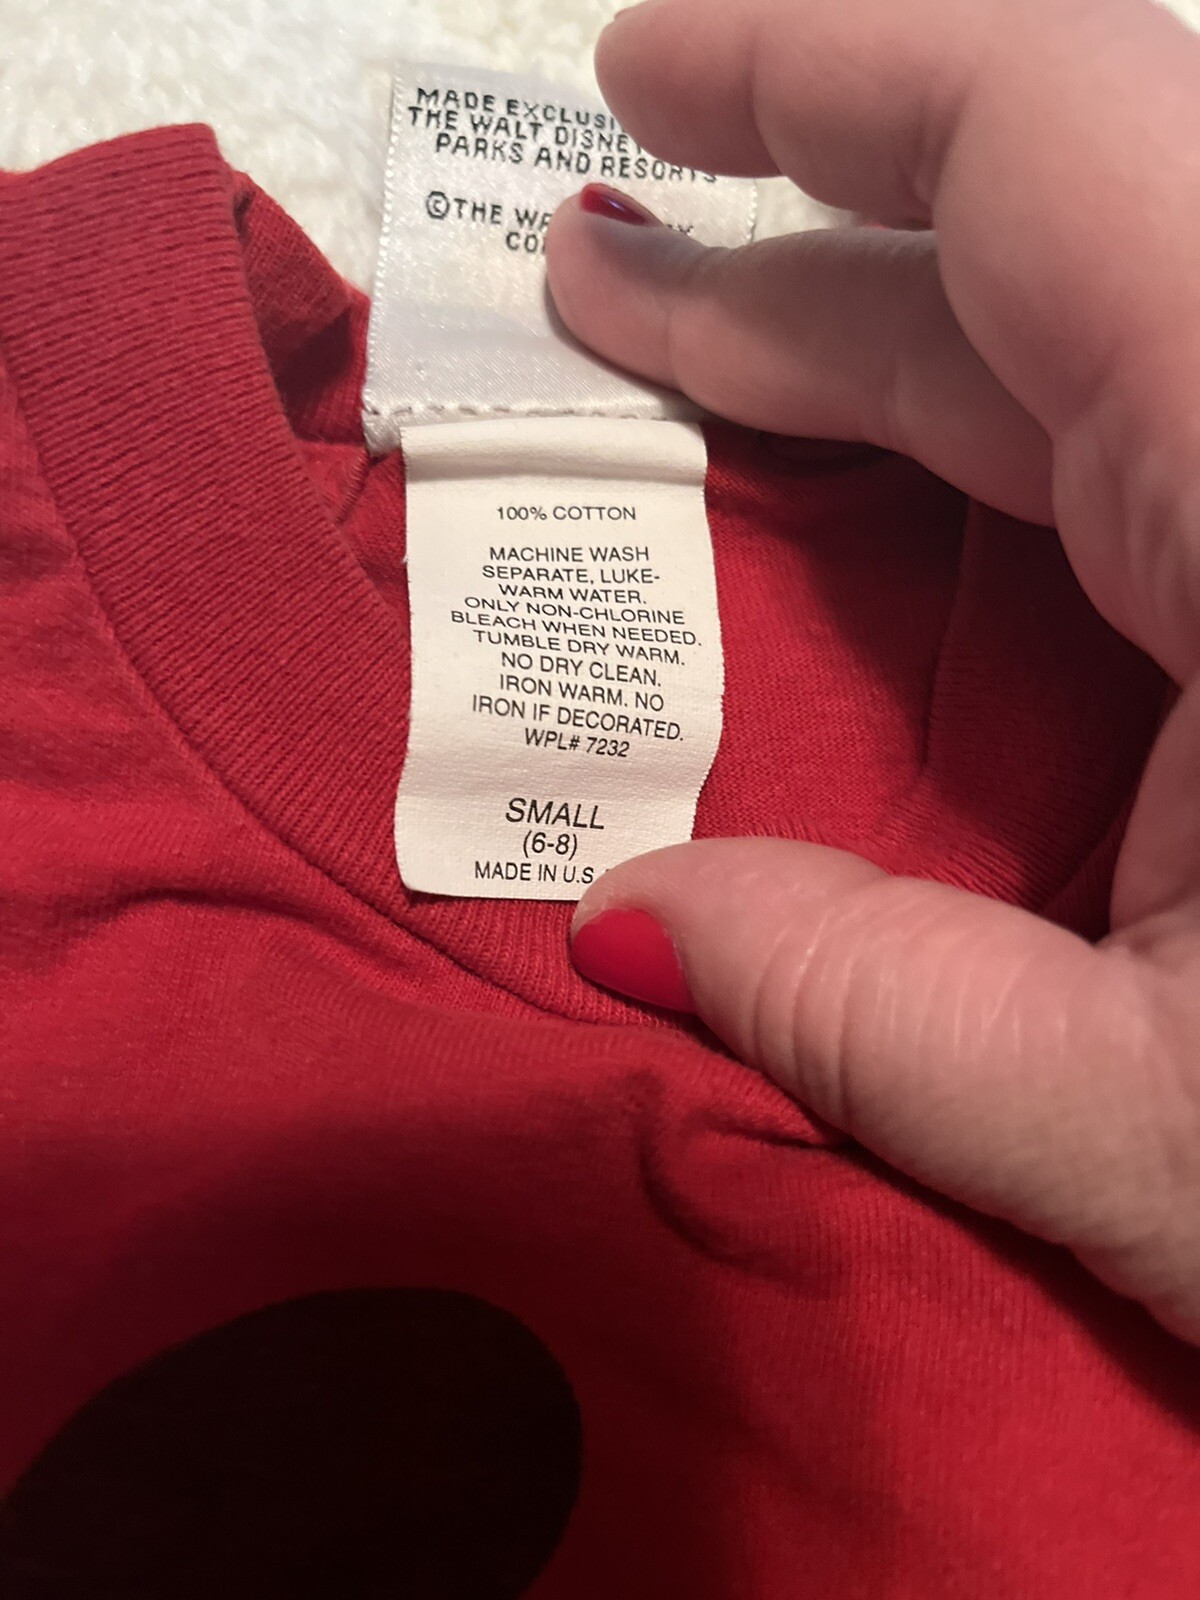 MADE EXCLUSI
THE WALT DISNEY
PARKS AND RESORTS
©THE WA
CO
100% COTTON
MACHINE WASH
SEPARATE, LUKE-
WARM WATER.
ONLY NON-CHLORINE
BLEACH WHEN NEEDED.
TUMBLE DRY WARM.
NO DRY CLEAN.
IRON WARM. NO
IRON IF DECORATED.
WPL# 7232
SMALL
(6-8)
MADE IN U.S.